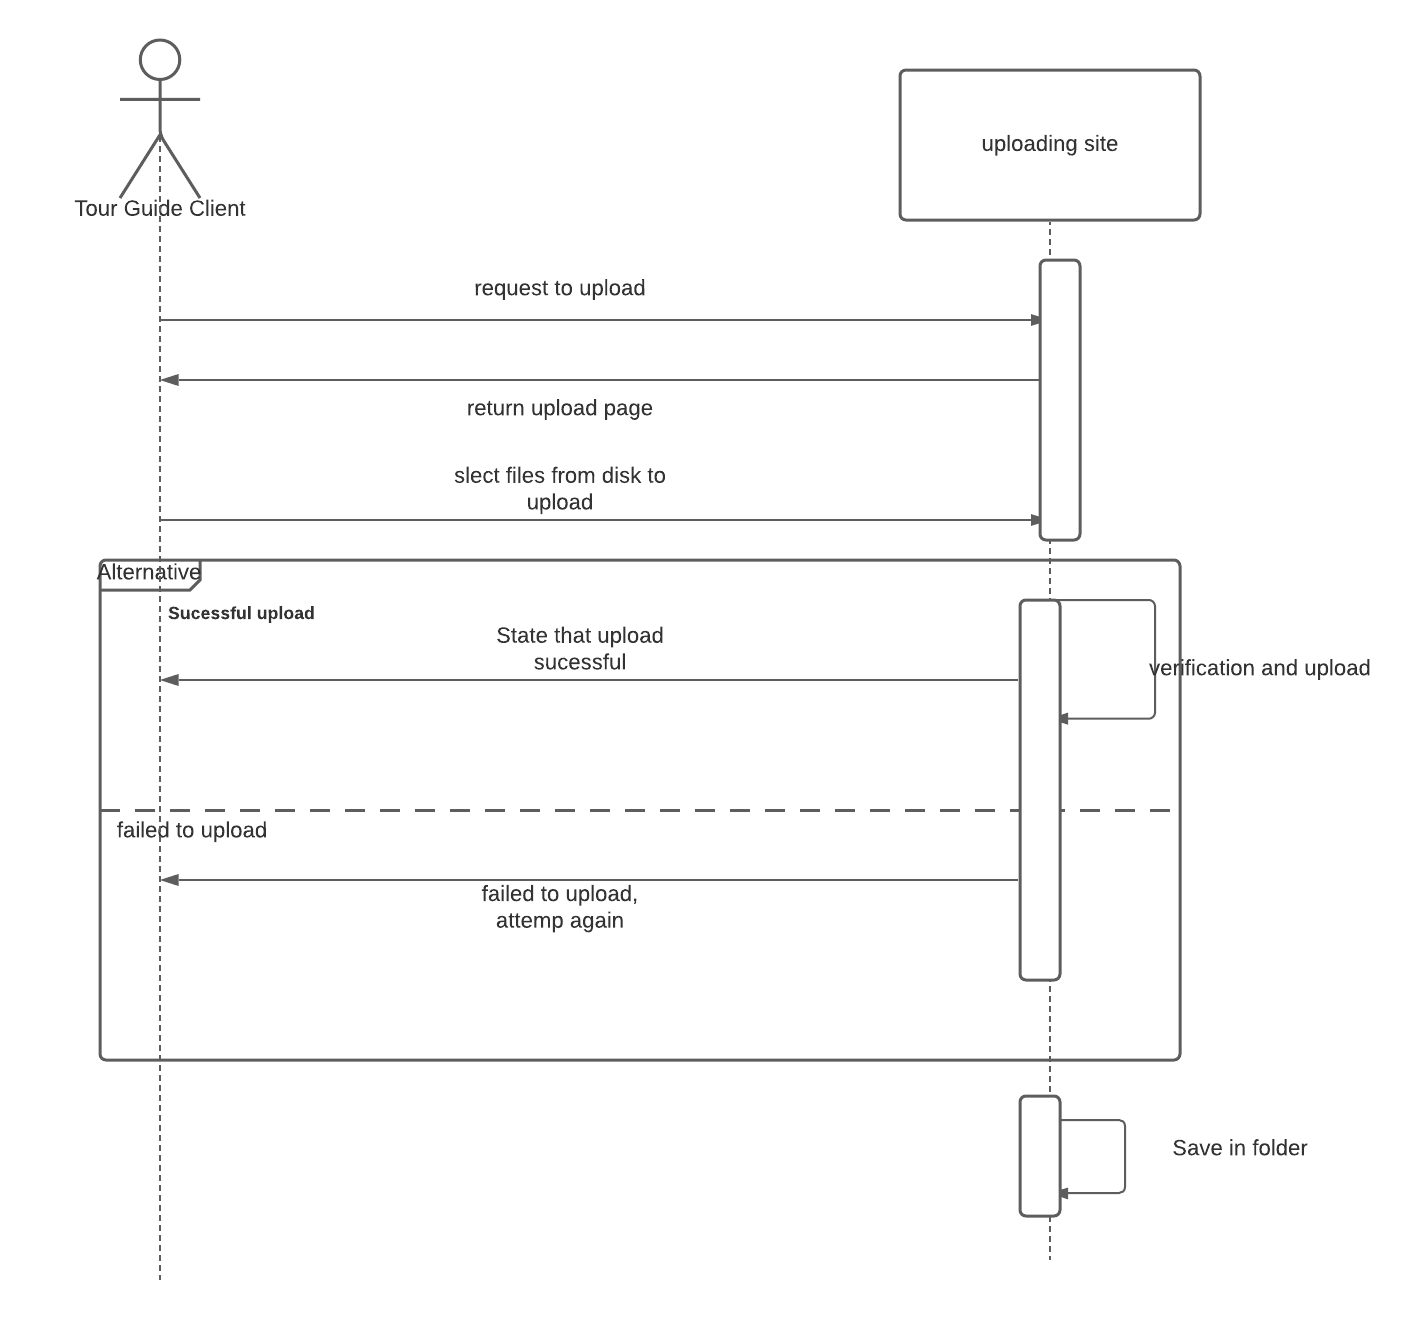 Tour Guide Client
uploading site
request to upload
return upload page
slect files from disk to
upload
Alternative
Sucessful upload
State that upload
sucessful
verification and upload
failed to upload
failed to upload,
attemp again
Save in folder